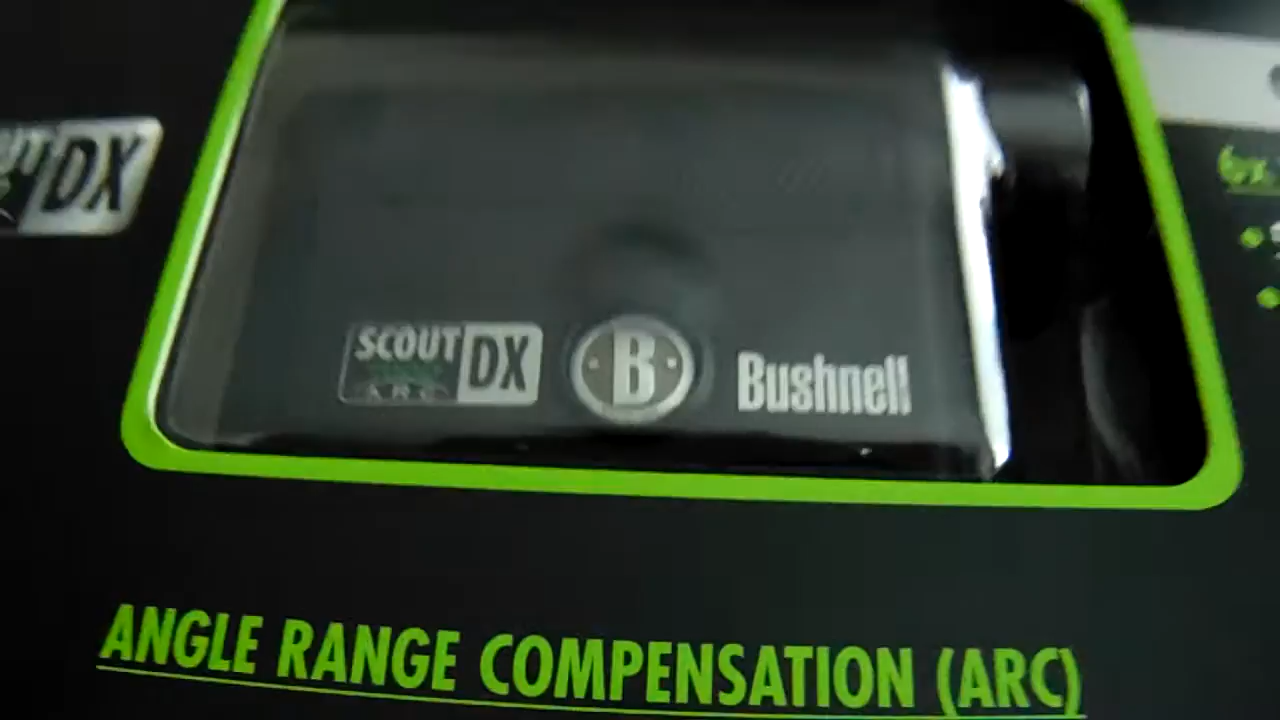 DX
SCOUT DX
ARC
B
Bushnell
ANGLE RANGE COMPENSATION (ARC)